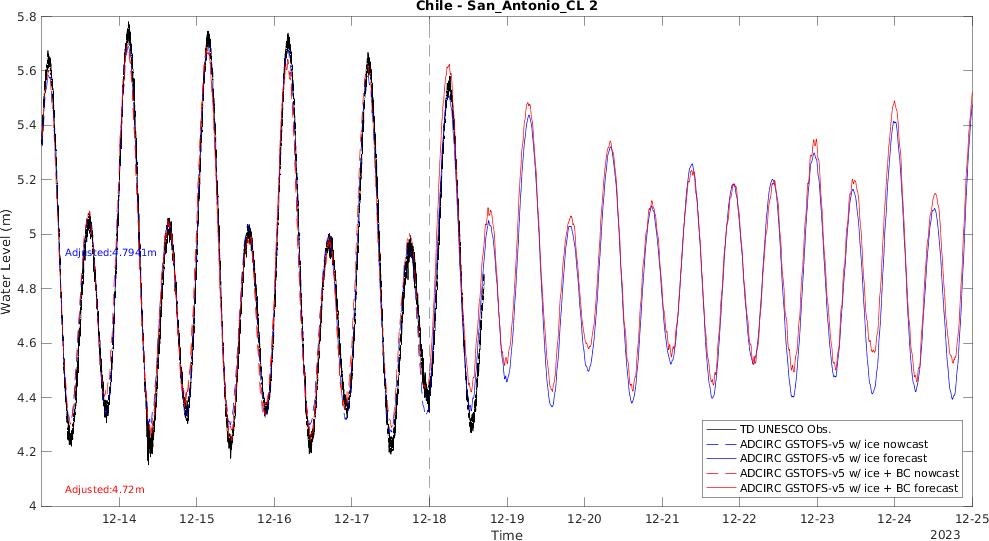 Chile - San_Antonio_CL 2
5.8
5.6
5.4
5.2
5
4.8
4.6
4.4
4.2
4
Water Level (m)
Adjusted:4.7941m
Adjusted:4.72m
TD UNESCO Obs.
ADCIRC GSTOFS-v5 w/ ice nowcast
ADCIRC GSTOFS-v5 w/ ice forecast
ADCIRC GSTOFS-v5 w/ ice + BC nowcast
ADCIRC GSTOFS-v5 w/ ice + BC forecast
12-14 12-15 12-16 12-17 12-18 12-19 12-20 12-21 12-22 12-23 12-24 12-25
Time
2023